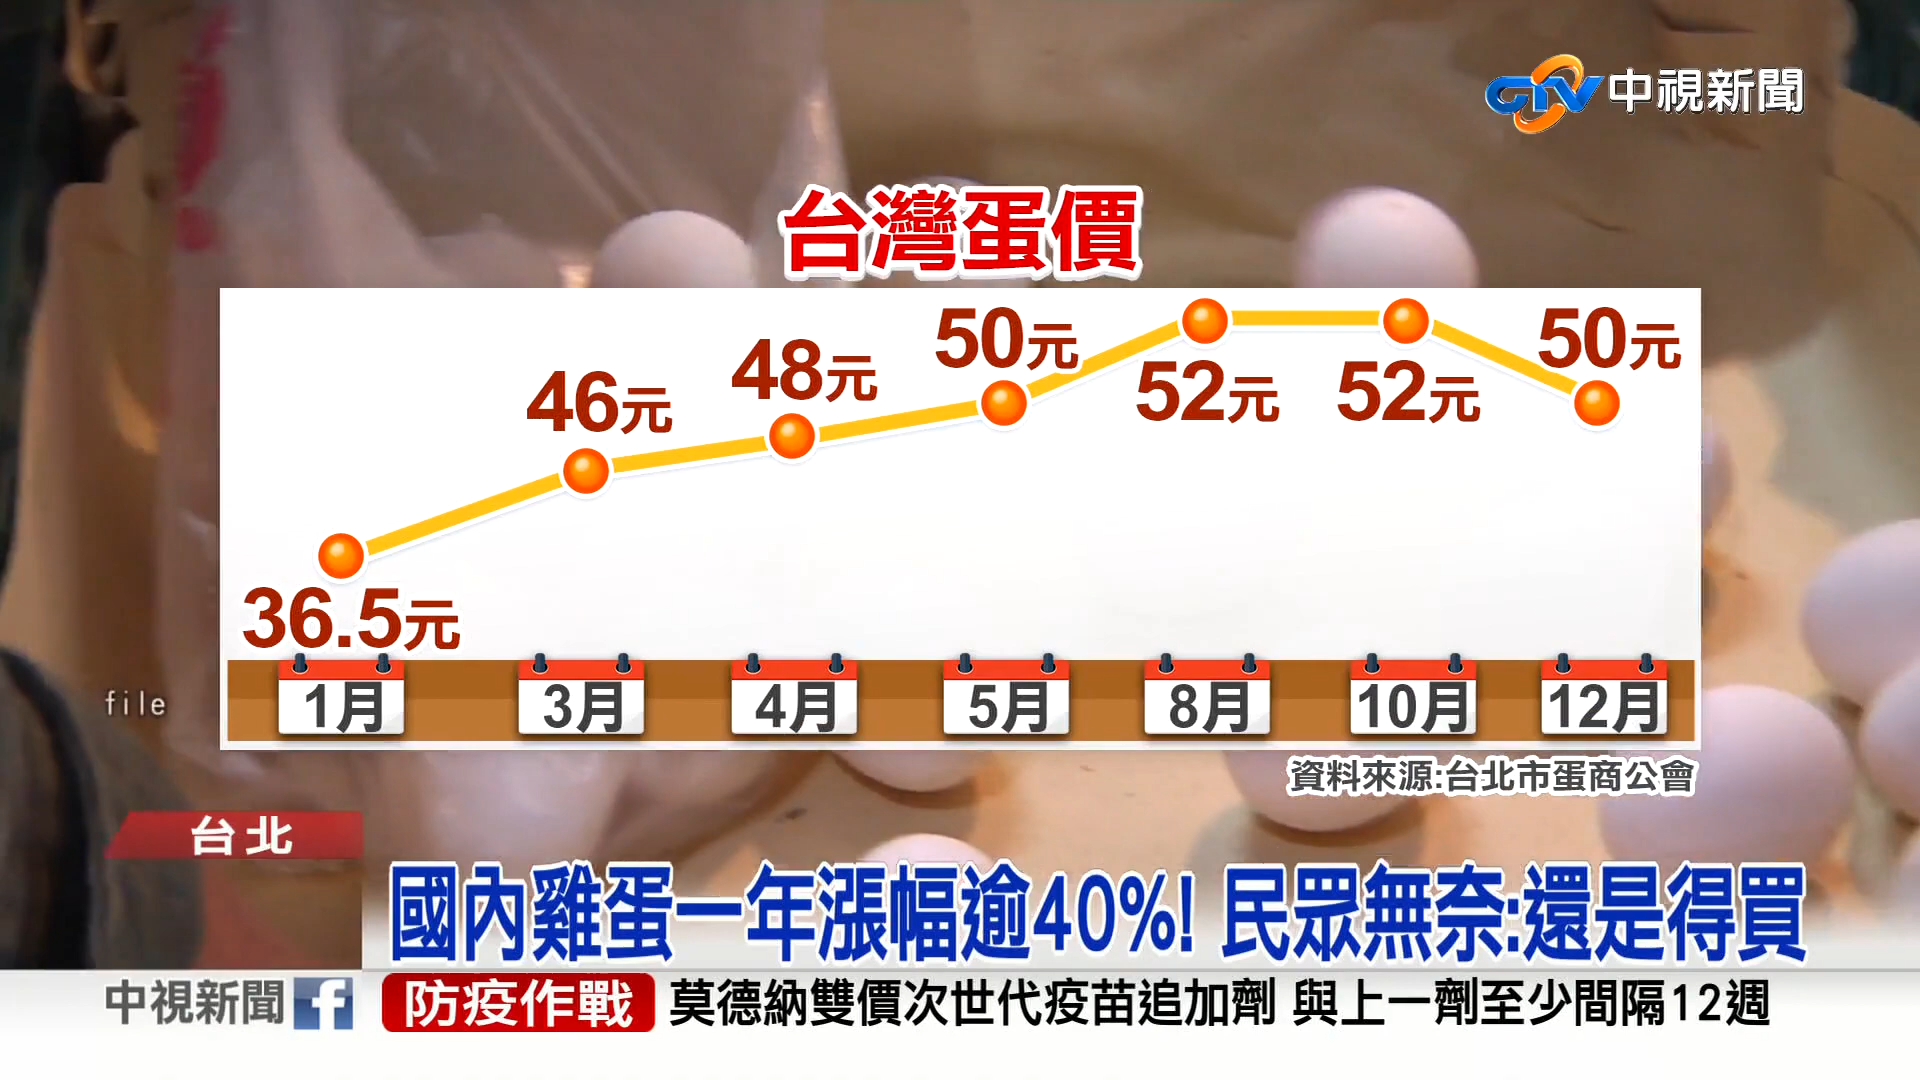 CTV 中視新聞
台灣蛋價
36.5元
46元
48元
50元
52元
52元
50元
1月
3月
4月
5月
8月
10月
12月
資料來源:台北市蛋商公會
file
台北
國內雞蛋一年漲幅逾40%! 民眾無奈:還是得買
中視新聞 f
防疫作戰 莫德納雙價次世代疫苗追加劑 與上一劑至少間隔12週